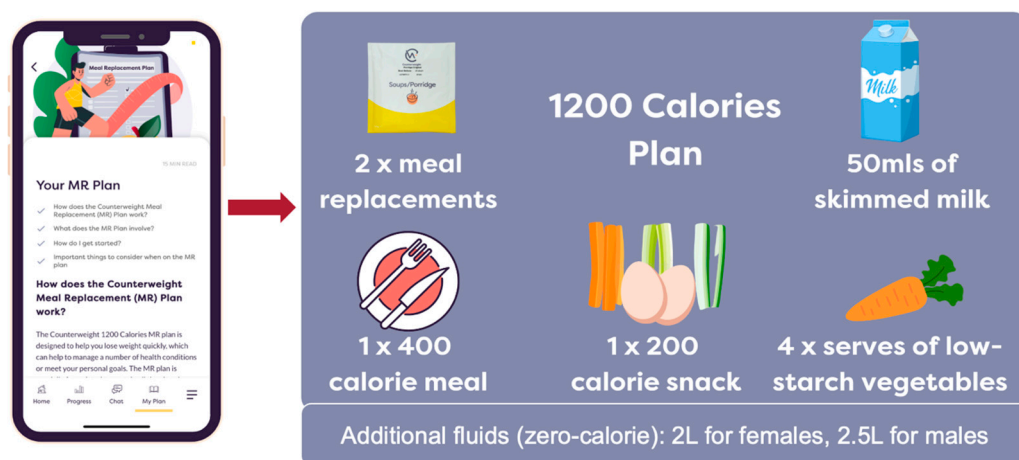 Meal Replacement Plan
10 MIN READ
Your MR Plan
How does the Counterweight Meal
Replacement (MR) Plan work?
What does the MR Plan involve?
How do I get started?
Important things to consider when on the MR
plan
How does the Counterweight
Meal Replacement (MR) Plan
work?
The Counterweight 1200 Calories MR plan is
designed to help you lose weight quickly, which
can help to manage a number of health conditions
or meet your personal goals. The MR plan is
Home
Progress
Chat
My Plan
Soups/Porridge
2 x meal
replacements
1200 Calories
Plan
Milk
50mls of
skimmed milk
1 x 400
calorie meal
1 x 200
calorie snack
4 x serves of low-
starch vegetables
Additional fluids (zero-calorie): 2L for females, 2.5L for males